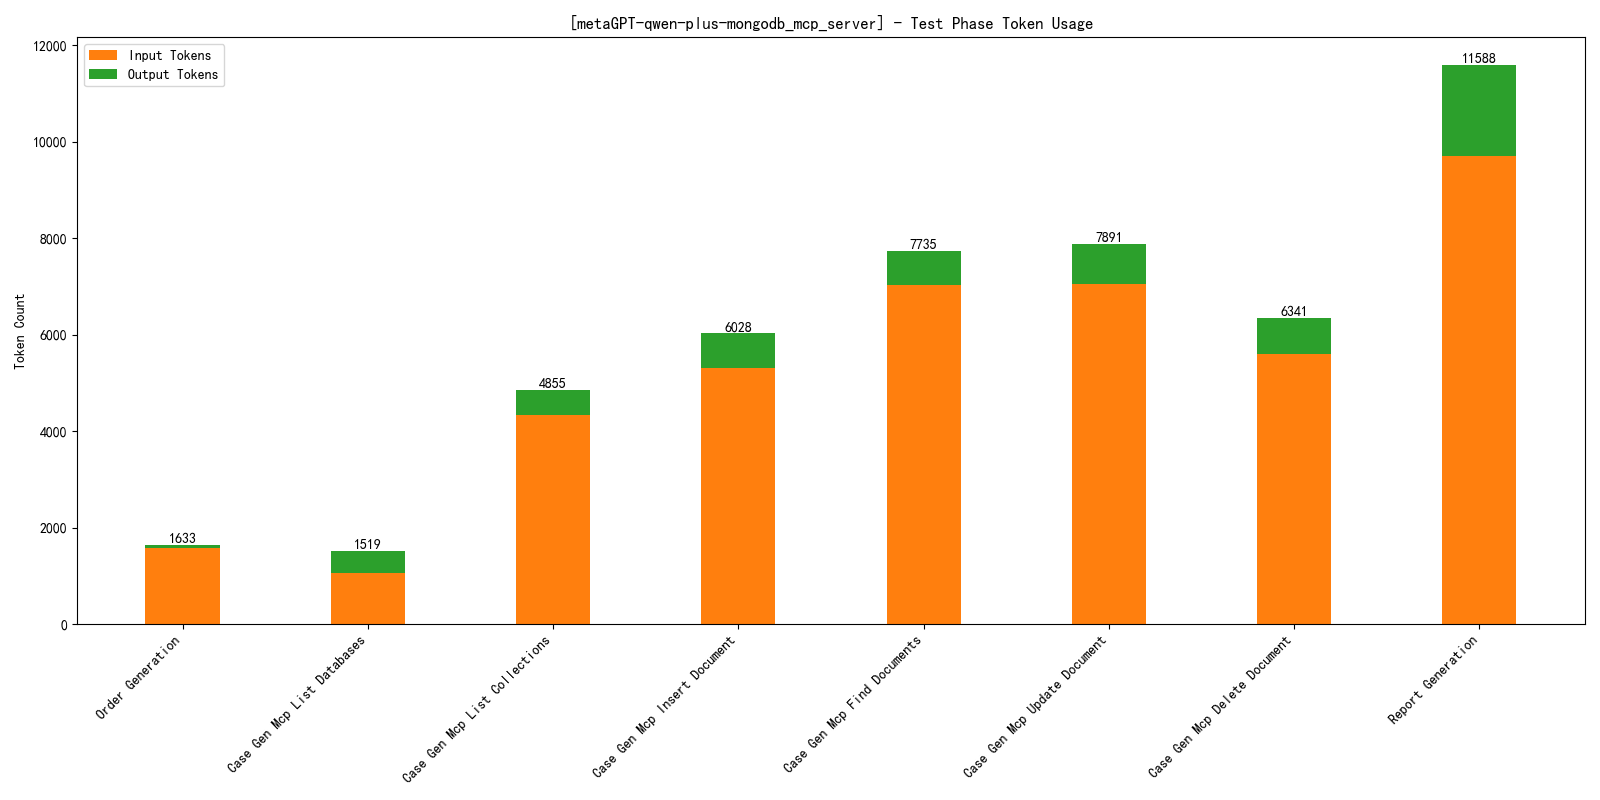 [metaGPT-qwen-plus-mongodb_mcp_server] - Test Phase Token Usage
Input Tokens
Output Tokens
Token Count
12000
10000
8000
6000
4000
2000
0
1633
1519
4855
6028
7735
7891
6341
11588
Order Generation
Case Gen Mcp List Databases
Case Gen Mcp List Collections
Case Gen Mcp Insert Document
Case Gen Mcp Find Documents
Case Gen Mcp Update Document
Case Gen Mcp Delete Document
Report Generation